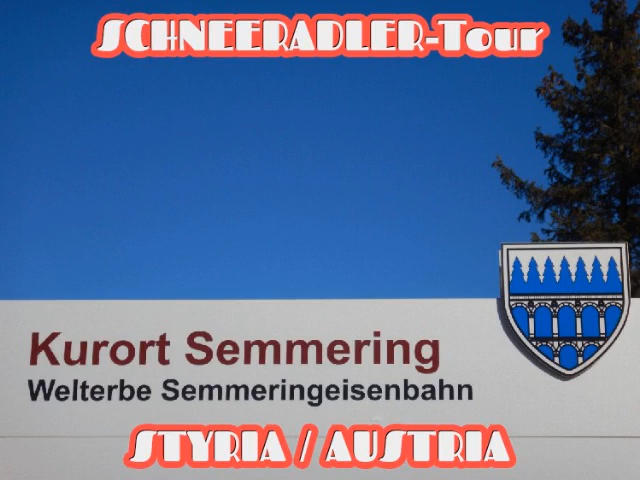 SCHNEERADLER-Tour
Kurort Semmering
Welterbe Semmeringeisenbahn
STYRIA / AUSTRIA